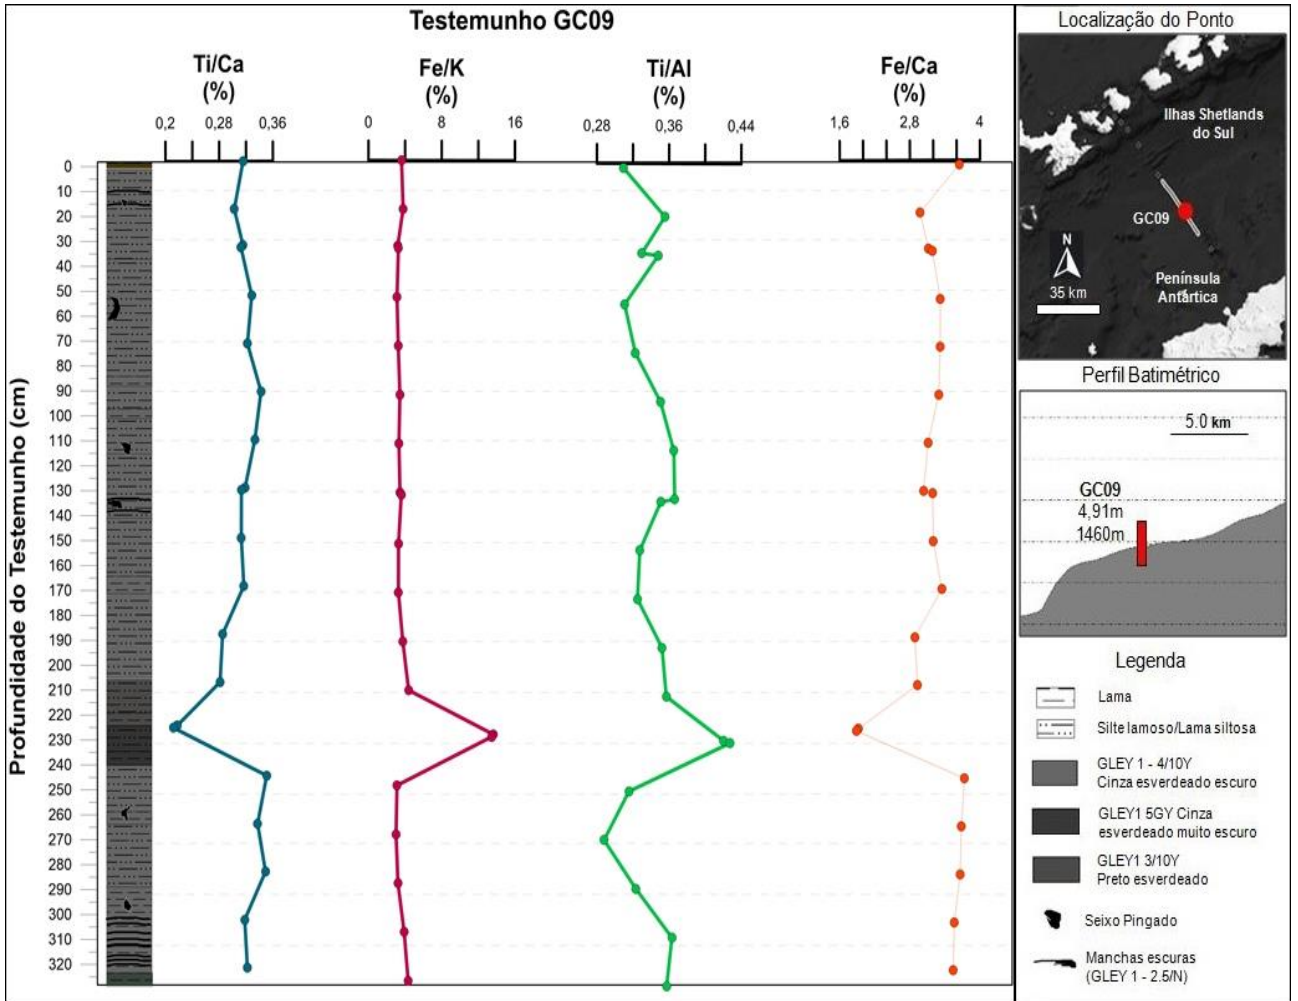 Testemunho GC09
Ti/Ca
(%)
0,2 0,28 0,36
Fe/K
(%)
0 8 16
Ti/Al
(%)
0,28 0,36 0,44
Fe/Ca
(%)
1,6 2,8 4
Profundidade do Testemunho (cm)
0
10
20
30
40
50
60
70
80
90
100
110
120
130
140
150
160
170
180
190
200
210
220
230
240
250
260
270
280
290
300
310
320
Localização do Ponto
Ilhas Shetlands
do Sul
GC09
N
35 km
Península
Antártica
Perfil Batimétrico
5.0 km
GC09
4,91m
1460m
Legenda
Lama
Silte lamoso/Lama siltosa
GLEY 1 - 4/10Y
Cinza esverdeado escuro
GLEY1 5GY Cinza
esverdeado muito escuro
GLEY1 3/10Y
Preto esverdeado
Seixo Pingado
Manchas escuras
(GLEY 1 - 2.5/N)